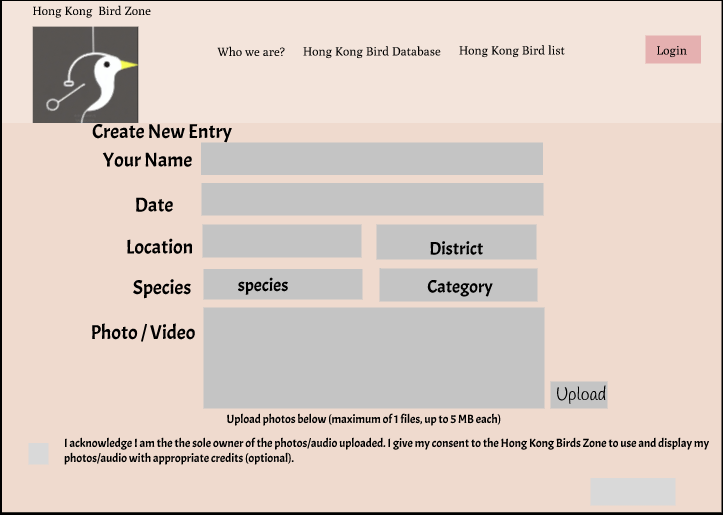 Hong Kong Bird Zone
Who we are? Hong Kong Bird Database Hong Kong Bird list Login
Create New Entry
Your Name
Date
Location District
Species species Category
Photo / Video
Upload
Upload photos below (maximum of 1 files, up to 5 MB each)
I acknowledge I am the the sole owner of the photos/audio uploaded. I give my consent to the Hong Kong Birds Zone to use and display my
photos/audio with appropriate credits (optional).